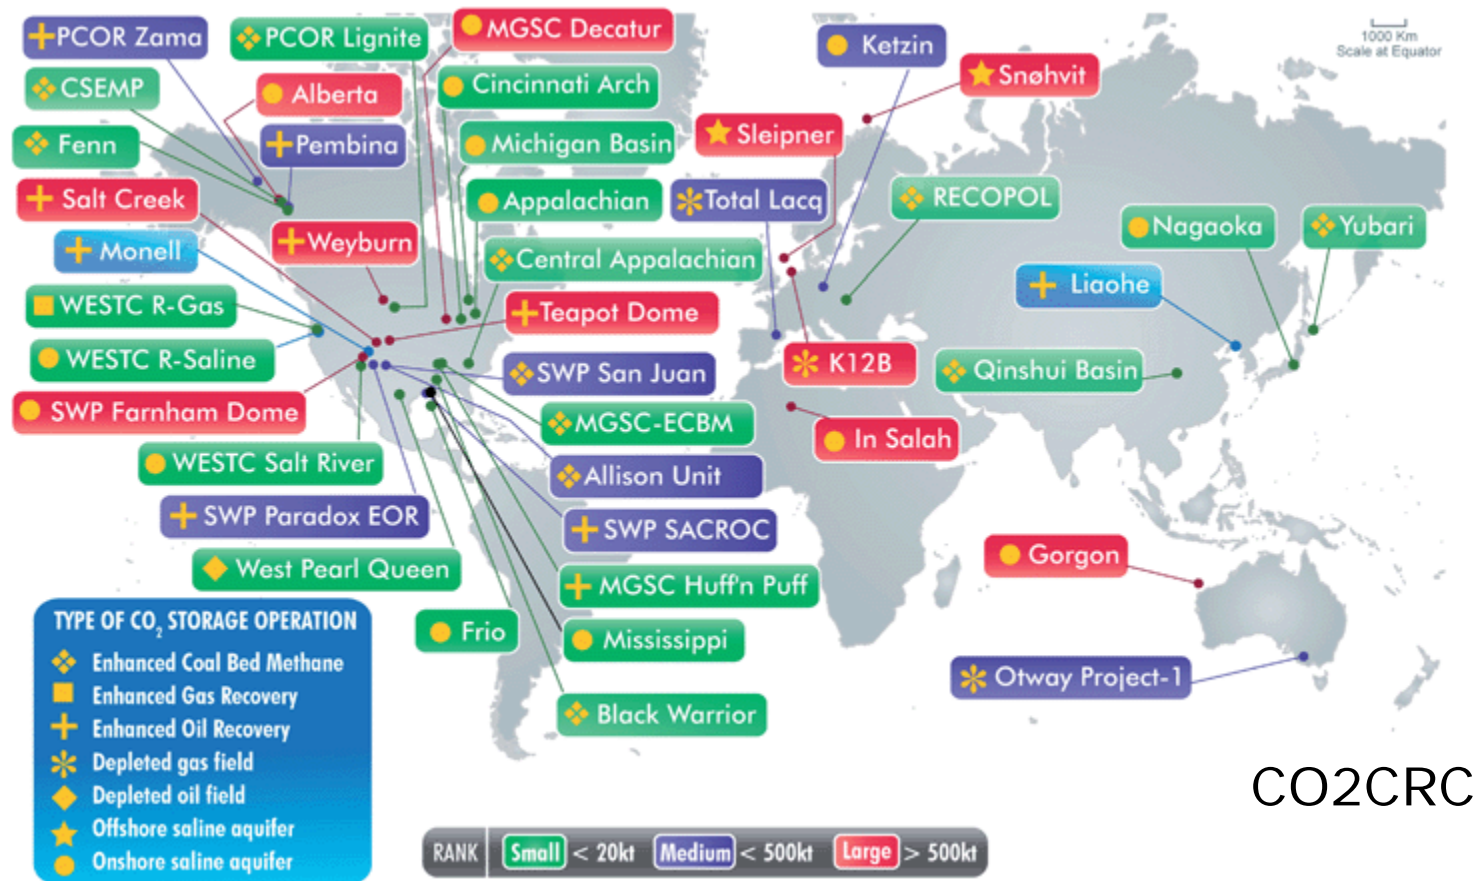 PCOR Zama
PCOR Lignite
MGSC Decatur
Ketzin
1000 Km
Scale at Equator
CSEMP
Alberta
Cincinnati Arch
Snøhvit
Fenn
Pembina
Michigan Basin
Sleipner
Salt Creek
Appalachian
Total Lacq
RECOPOL
Nagaoka
Yubari
Monell
Weyburn
Central Appalachian
Liaohe
WESTC R-Gas
Teapot Dome
WESTC R-Saline
SWP San Juan
K12B
Qinshui Basin
SWP Farnham Dome
MGSC-ECBM
In Salah
WESTC Salt River
Allison Unit
SWP Paradox EOR
SWP SACROC
West Pearl Queen
MGSC Huff'n Puff
Gorgon
Frio
Mississippi
Otway Project-1
Black Warrior
TYPE OF CO2 STORAGE OPERATION
Enhanced Coal Bed Methane
Enhanced Gas Recovery
Enhanced Oil Recovery
Depleted gas field
Depleted oil field
Offshore saline aquifer
Onshore saline aquifer
CO2CRC
RANK Small < 20kt Medium < 500kt Large > 500kt